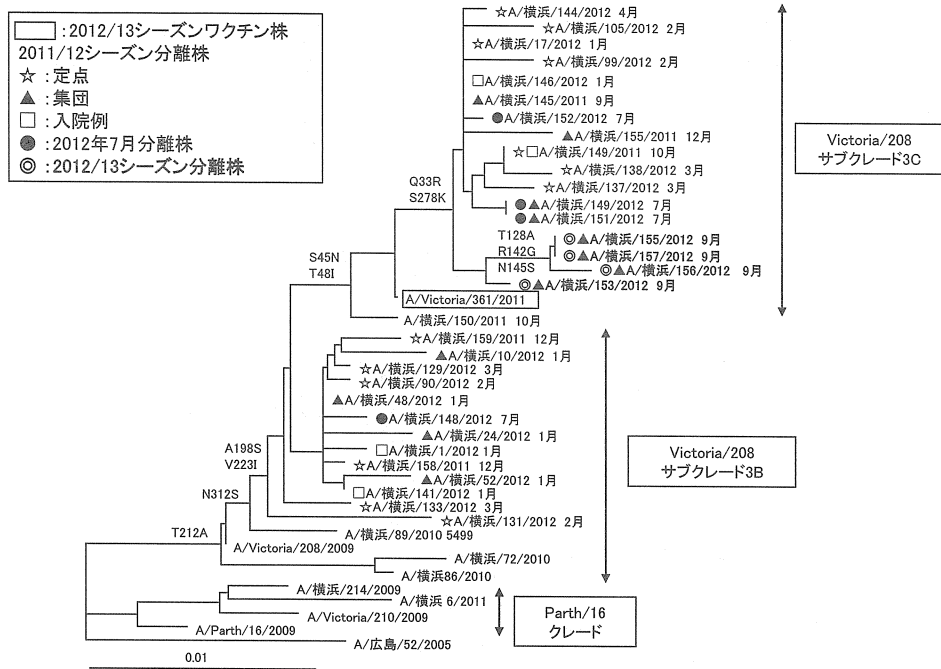 :2012/13シーズンワクチン株
2011/12シーズン分離株
☆ :定点
▲ :集団
□ :入院例
● :2012年7月分離株
◎ :2012/13シーズン分離株
☆A/横浜/144/2012 4月
☆A/横浜/105/2012 2月
☆A/横浜/17/2012 1月
☆A/横浜/99/2012 2月
□A/横浜/146/2012 1月
▲A/横浜/145/2011 9月
●A/横浜/152/2012 7月
▲A/横浜/155/2011 12月
☆□A/横浜/149/2011 10月
☆A/横浜/138/2012 3月
☆A/横浜/137/2012 3月
●▲A/横浜/149/2012 7月
●▲A/横浜/151/2012 7月
Q33R
S278K
T128A
R142G
N145S
◎▲A/横浜/155/2012 9月
◎▲A/横浜/157/2012 9月
◎▲A/横浜/156/2012 9月
◎▲A/横浜/153/2012 9月
S45N
T48I
A/Victoria/361/2011
A/横浜/150/2011 10月
Victoria/208
サブクレード3C
☆A/横浜/159/2011 12月
▲A/横浜/10/2012 1月
☆A/横浜/129/2012 3月
☆A/横浜/90/2012 2月
▲A/横浜/48/2012 1月
●A/横浜/148/2012 7月
▲A/横浜/24/2012 1月
□A/横浜/1/2012 1月
☆A/横浜/158/2011 12月
▲A/横浜/52/2012 1月
□A/横浜/141/2012 1月
☆A/横浜/133/2012 3月
☆A/横浜/131/2012 2月
A198S
V223I
N312S
T212A
A/横浜/89/2010 5499
A/Victoria/208/2009
A/横浜/72/2010
A/横浜86/2010
Victoria/208
サブクレード3B
A/横浜/214/2009
A/横浜 6/2011
A/Victoria/210/2009
A/Parth/16/2009
A/広島/52/2005
Parth/16
クレード
0.01